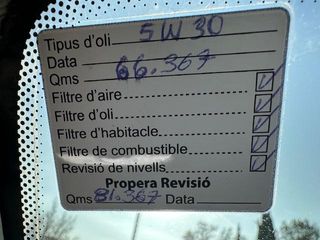 Tipus d'oli 5W30
Data
Qms 66.367
Filtre d'aire
Filtre d'oli
Filtre d'habitacle
Filtre de combustible
Revisió de nivells
Propera Revisió
Qms 81.367 Data